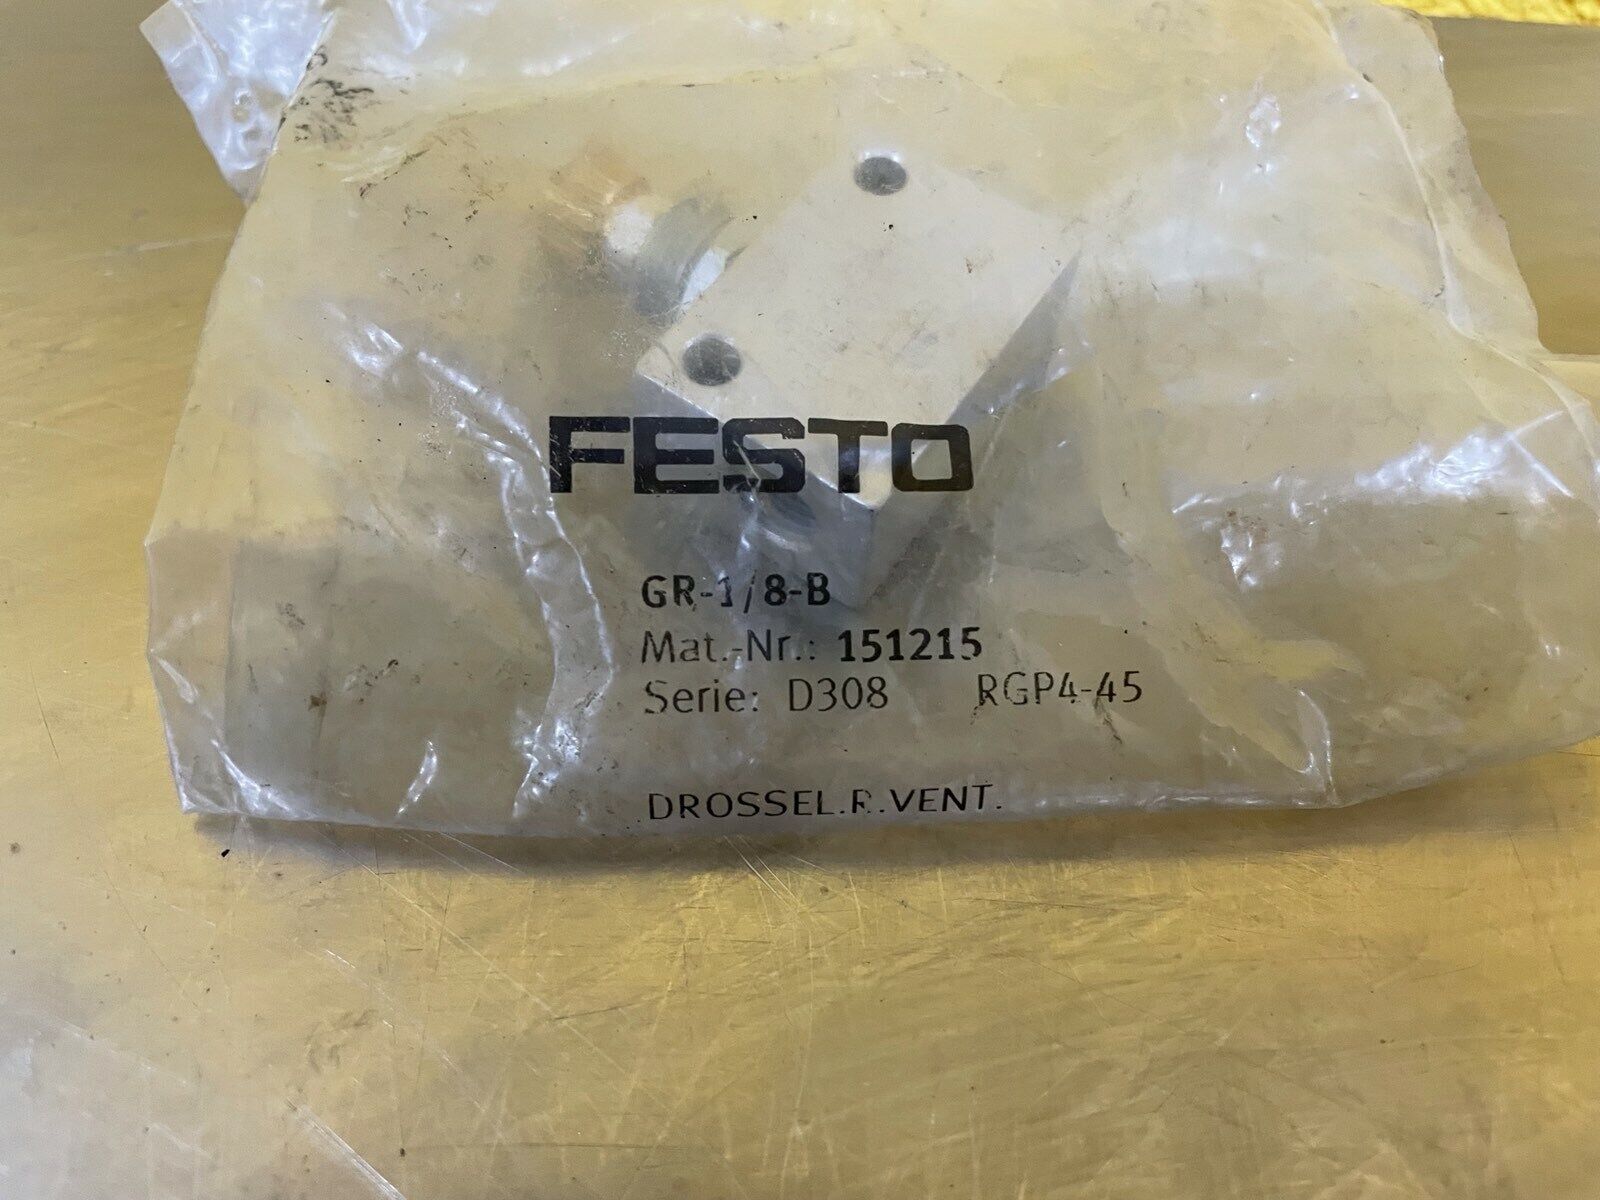 FESTO
GR-1/8-B
Mat.-Nr.: 151215
Serie: D308 RGP4-45
DROSSEL.R.VENT.